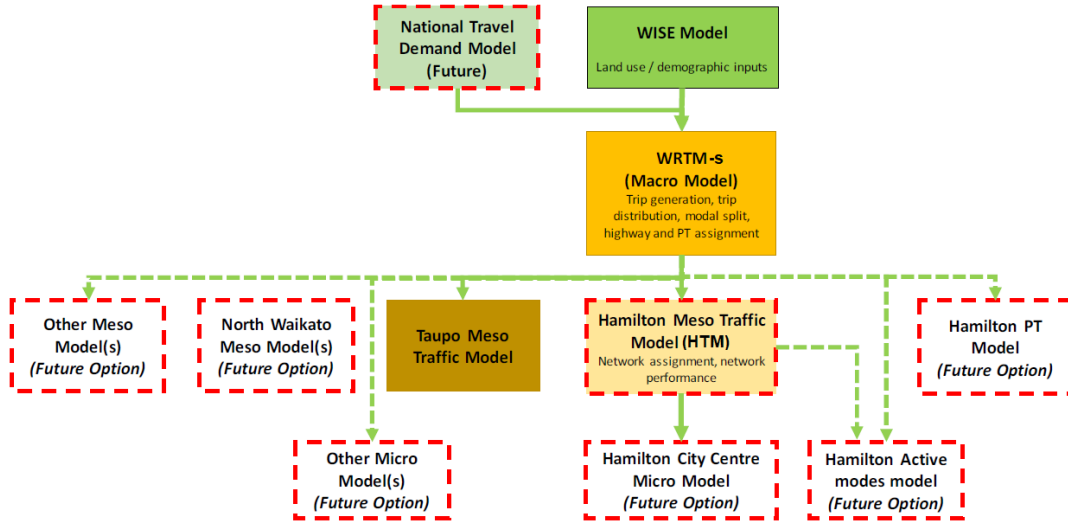 National Travel
Demand Model
(Future)
WISE Model
Land use / demographic inputs
WRTM-s
(Macro Model)
Trip generation, trip
distribution, modal split,
highway and PT assignment
Other Meso
Model(s)
(Future Option)
North Waikato
Meso Model(s)
(Future Option)
Taupo Meso
Traffic Model
Hamilton Meso Traffic
Model (HTM)
Network assignment, network
performance
Hamilton PT
Model
(Future Option)
Other Micro
Model(s)
(Future Option)
Hamilton City Centre
Micro Model
(Future Option)
Hamilton Active
modes model
(Future Option)